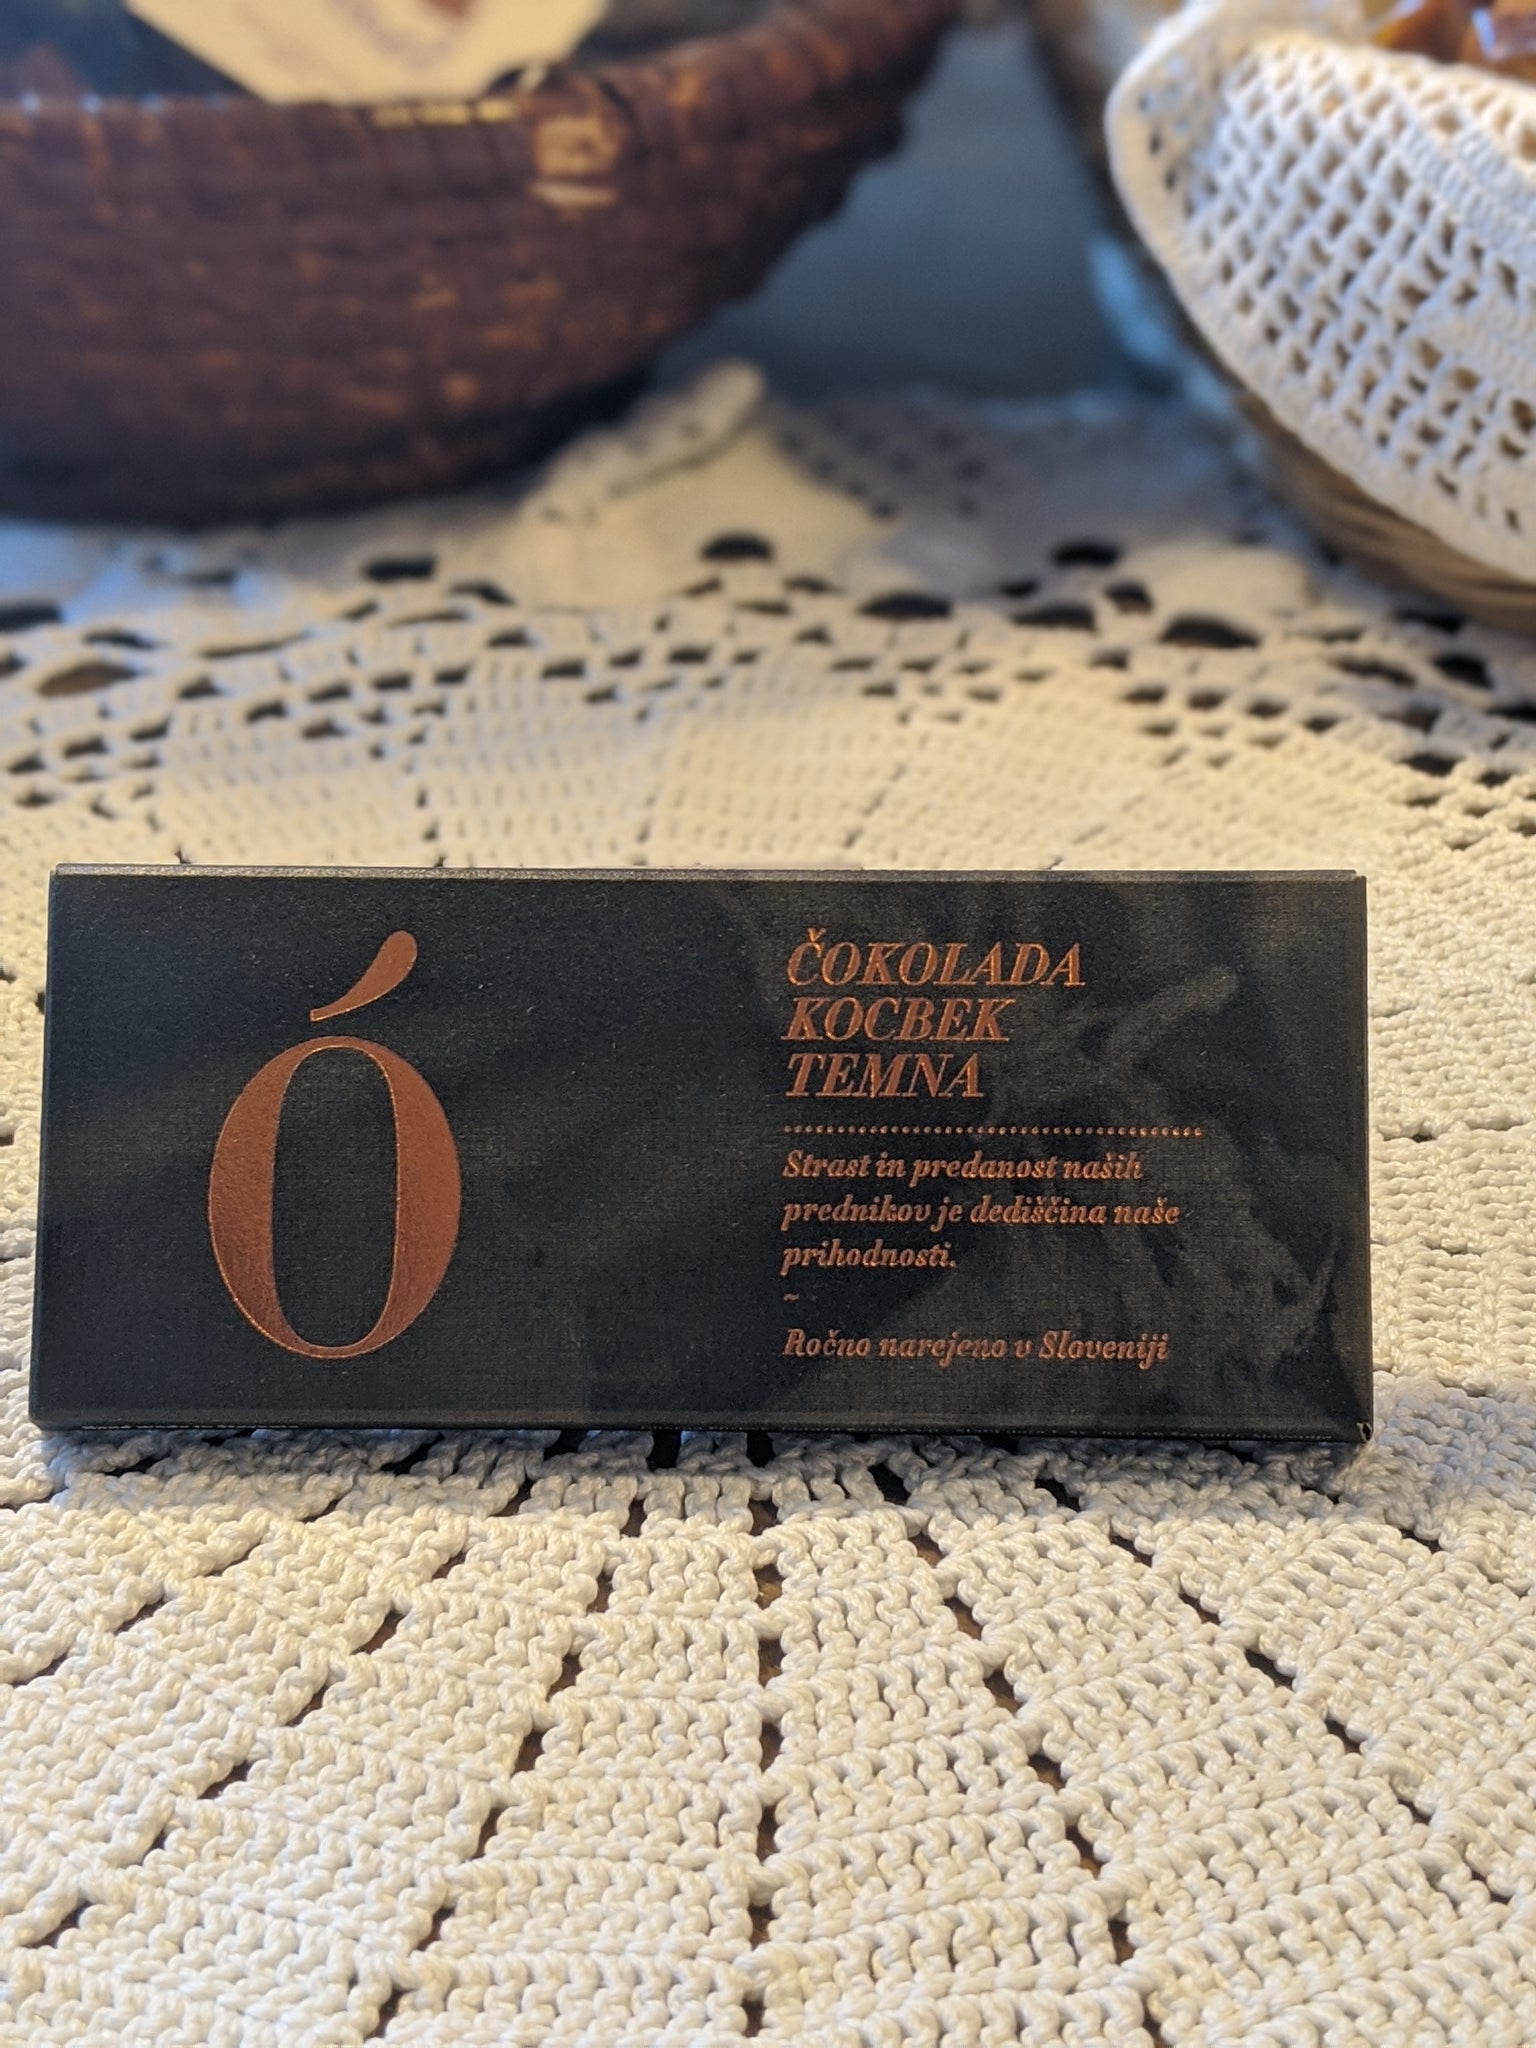 Ó
ČOKOLADA
KOCBEK
TEMNA
Strast in predanost naših
prednikov je dediščina naše
prihodnosti.
~
Ročno narejeno v Sloveniji